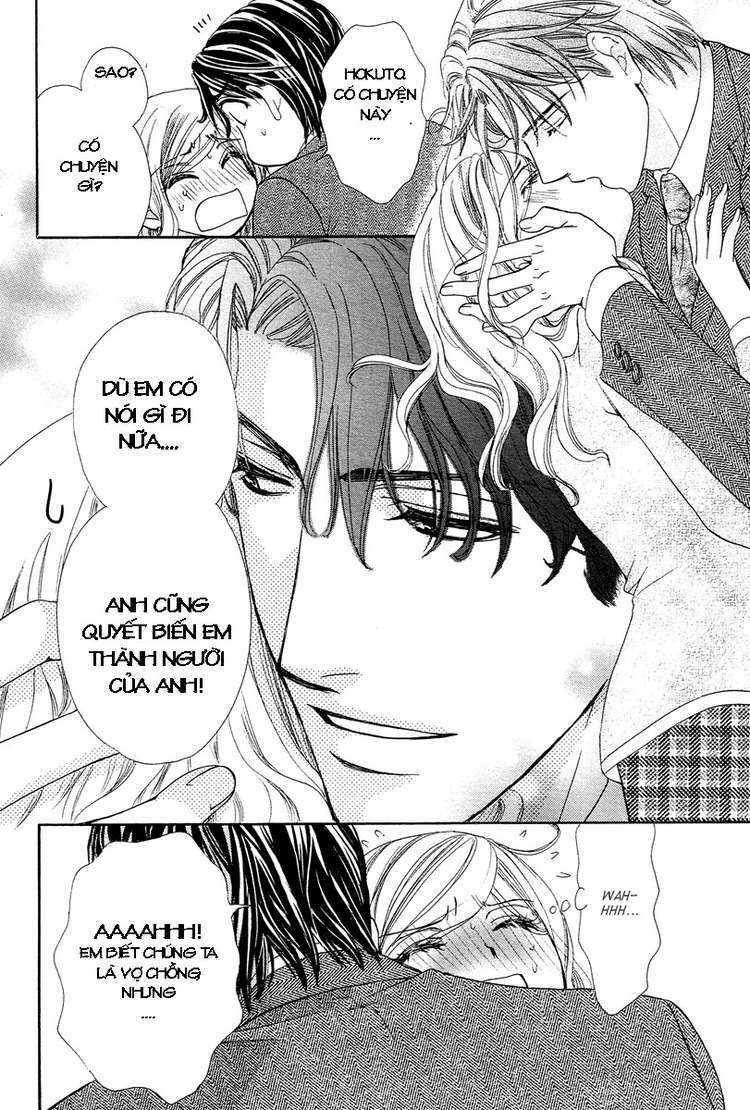 HOKUTO,
CÓ CHUYỆN
NÀY
...
SAO?
CÓ
CHUYỆN
GÌ?
DÙ EM CÓ
NÓI GÌ ĐI
NỮA....
ANH CŨNG
QUYẾT BIẾN EM
THÀNH NGƯỜI
CỦA ANH!
WAH-
HHH...
AAAAHHH!
EM BIẾT CHÚNG TA
LÀ VỢ CHỒNG,
NHƯNG
....